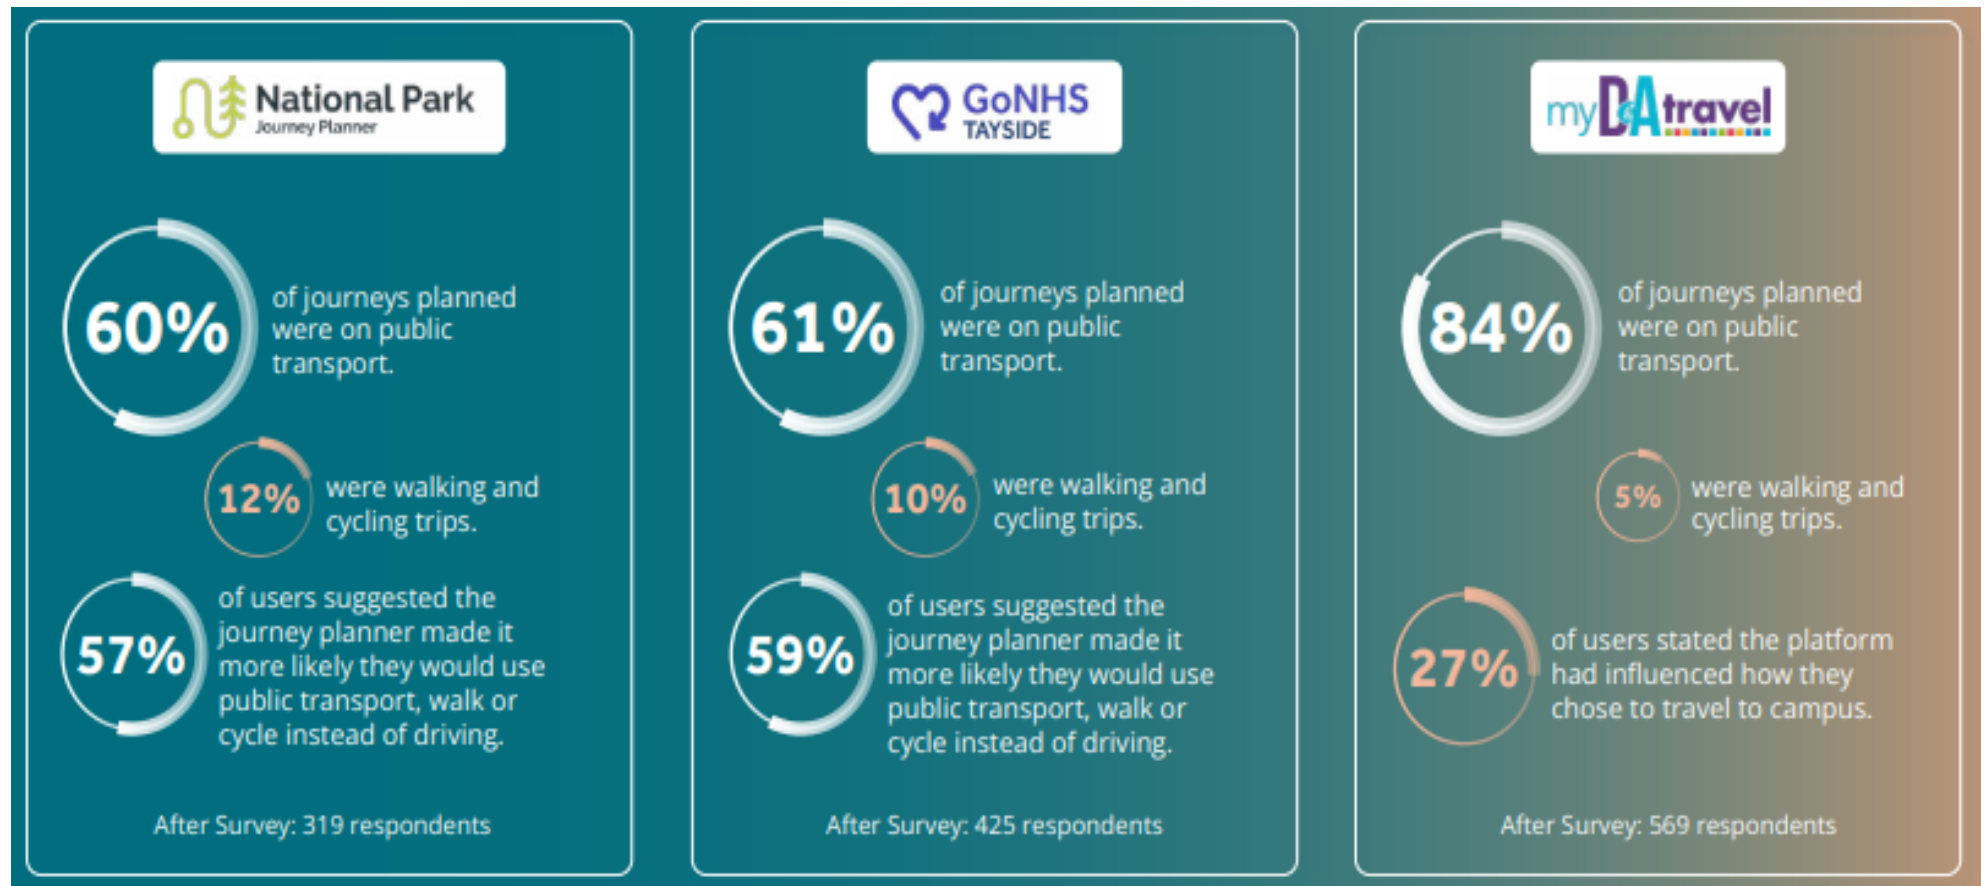 National Park
Journey Planner
60%
of journeys planned
were on public
transport.
12%
were walking and
cycling trips.
57%
of users suggested the
journey planner made it
more likely they would use
public transport, walk or
cycle instead of driving.
After Survey: 319 respondents
GoNHS
TAYSIDE
61%
of journeys planned
were on public
transport.
10%
were walking and
cycling trips.
59%
of users suggested the
journey planner made it
more likely they would use
public transport, walk or
cycle instead of driving.
After Survey: 425 respondents
myD&Atravel
84%
of journeys planned
were on public
transport.
5%
were walking and
cycling trips.
27%
of users stated the platform
had influenced how they
chose to travel to campus.
After Survey: 569 respondents